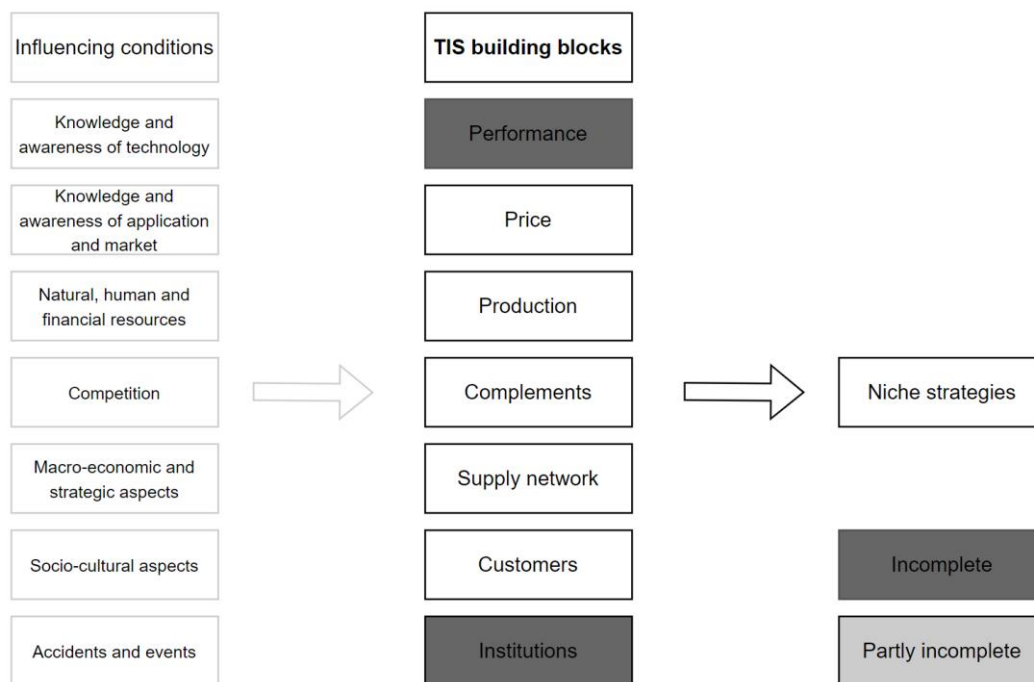 Influencing conditions
TIS building blocks
Knowledge and
awareness of technology
Performance
Knowledge and
awareness of application
and market
Price
Natural, human and
financial resources
Production
Competition
Complements
Niche strategies
Macro-economic and
strategic aspects
Supply network
Socio-cultural aspects
Customers
Incomplete
Accidents and events
Institutions
Partly incomplete